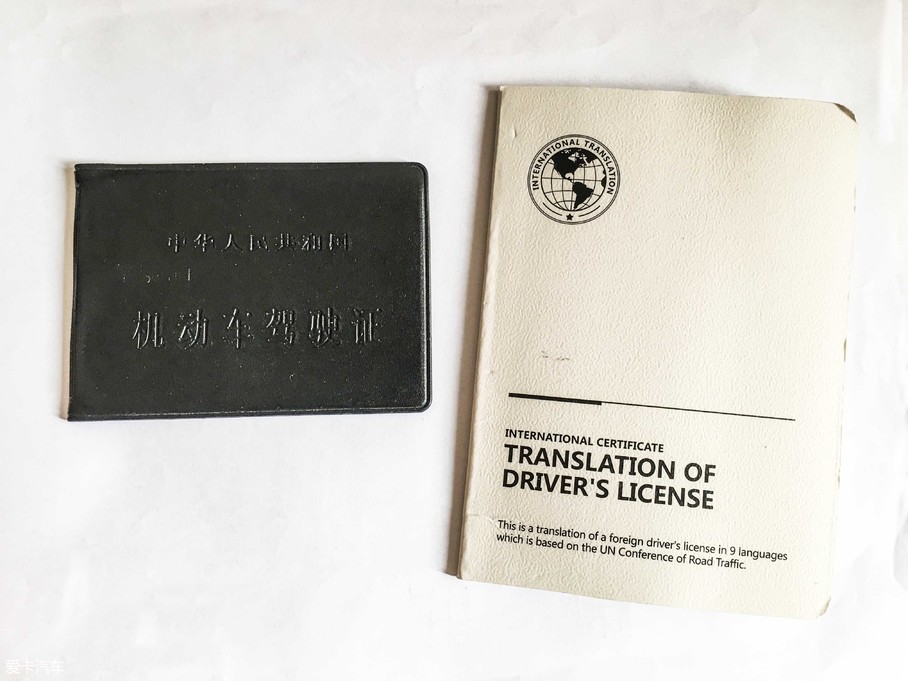 中华人民共和国
机动车驾驶证
INTERNATIONAL TRANSLATION
INTERNATIONAL CERTIFICATE
TRANSLATION OF
DRIVER'S LICENSE
This is a translation of a foreign driver's license in 9 languages
which is based on the UN Conference of Road Traffic.
爱卡汽车